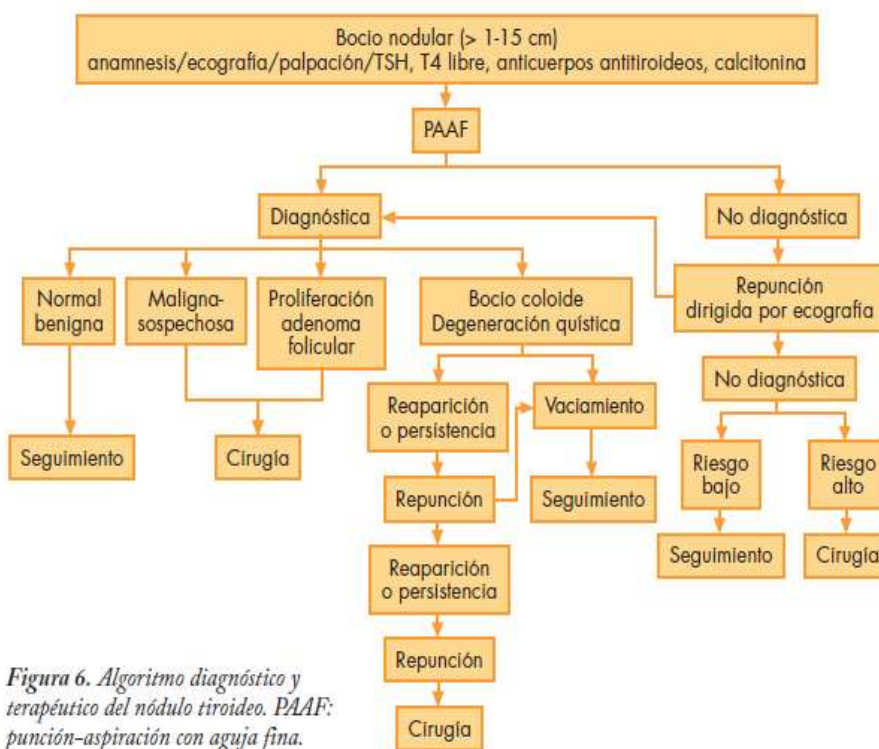 Bocio nodular (> 1-15 cm)
anamnesis/ecografía/palpación/TSH, T4 libre, anticuerpos antitiroideos, calcitonina
PAAF
Diagnóstica
No diagnóstica
Normal
benigna
Maligna-
sospechosa
Proliferación
adenoma
folicular
Bocio coloide
Degeneración quística
Repunción
dirigida por ecografía
No diagnóstica
Reaparición
o persistencia
Vaciamiento
Riesgo
bajo
Riesgo
alto
Seguimiento
Cirugía
Repunción
Seguimiento
Seguimiento
Cirugía
Reaparición
o persistencia
Repunción
Cirugía
Figura 6. Algoritmo diagnóstico y
terapéutico del nódulo tiroideo. PAAF:
punción-aspiración con aguja fina.